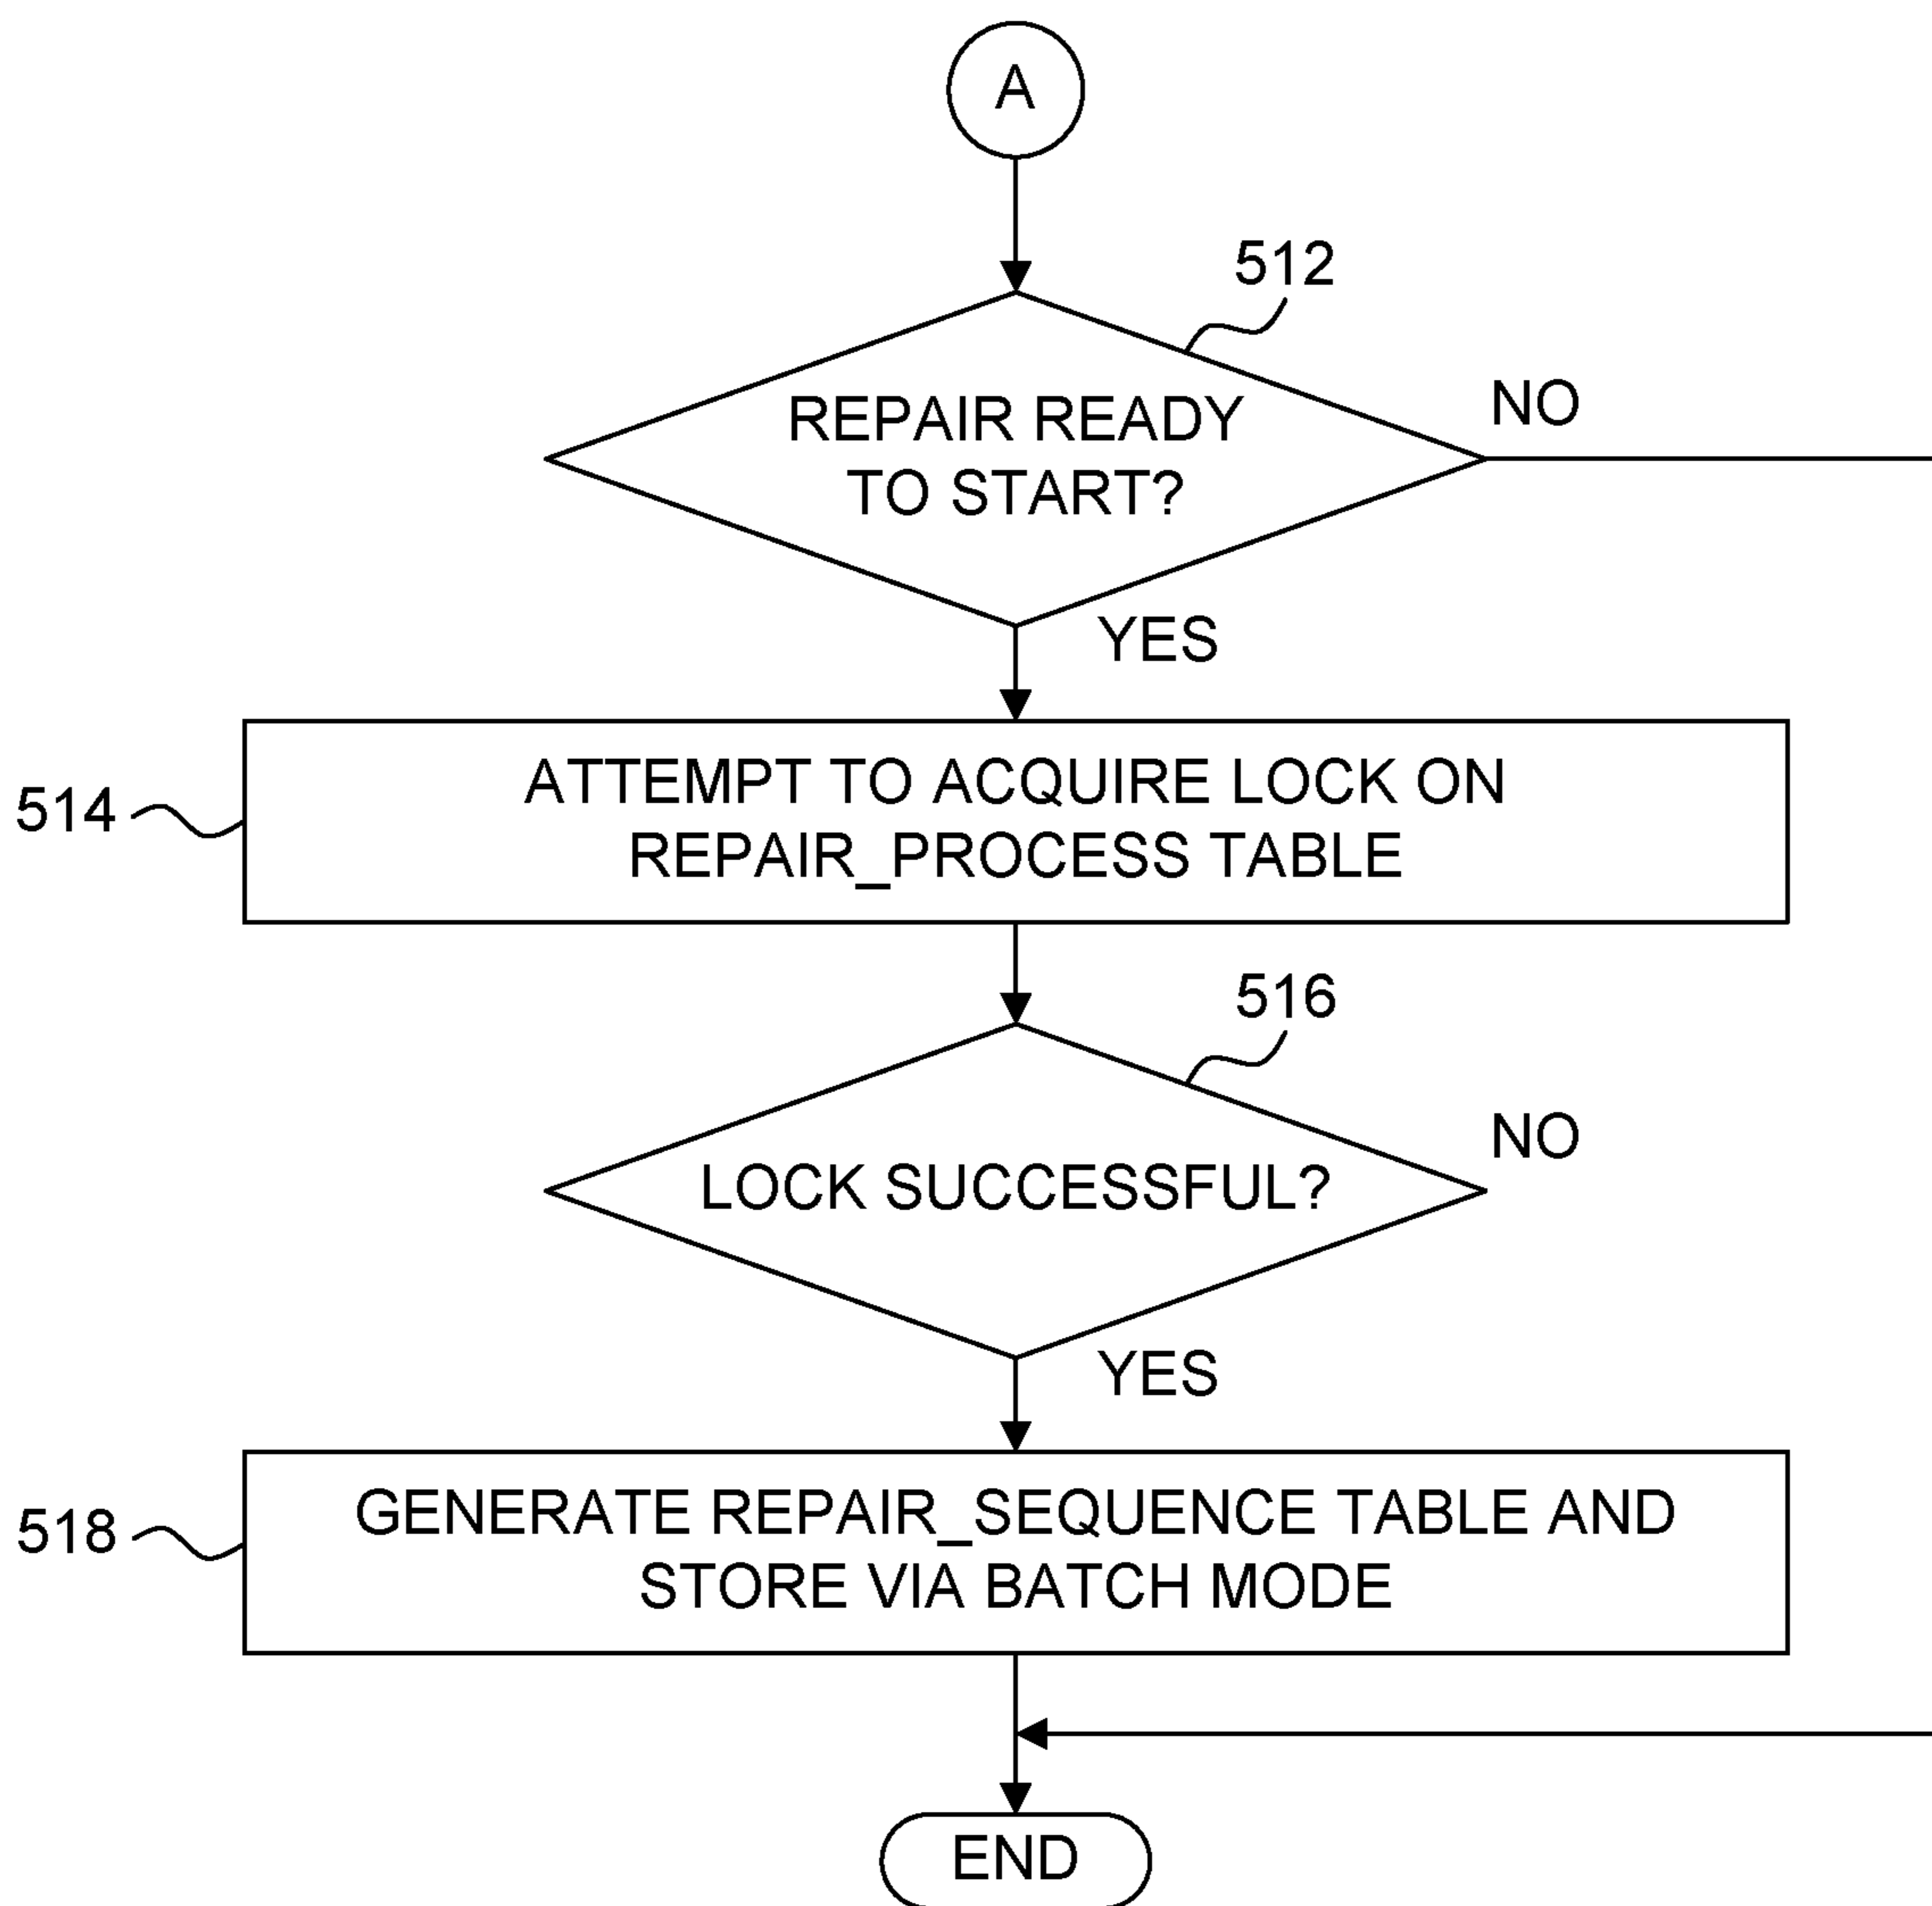 A
512
REPAIR READY
TO START?
NO
YES
514
ATTEMPT TO ACQUIRE LOCK ON
REPAIR_PROCESS TABLE
516
LOCK SUCCESSFUL?
NO
YES
518
GENERATE REPAIR_SEQUENCE TABLE AND
STORE VIA BATCH MODE
END